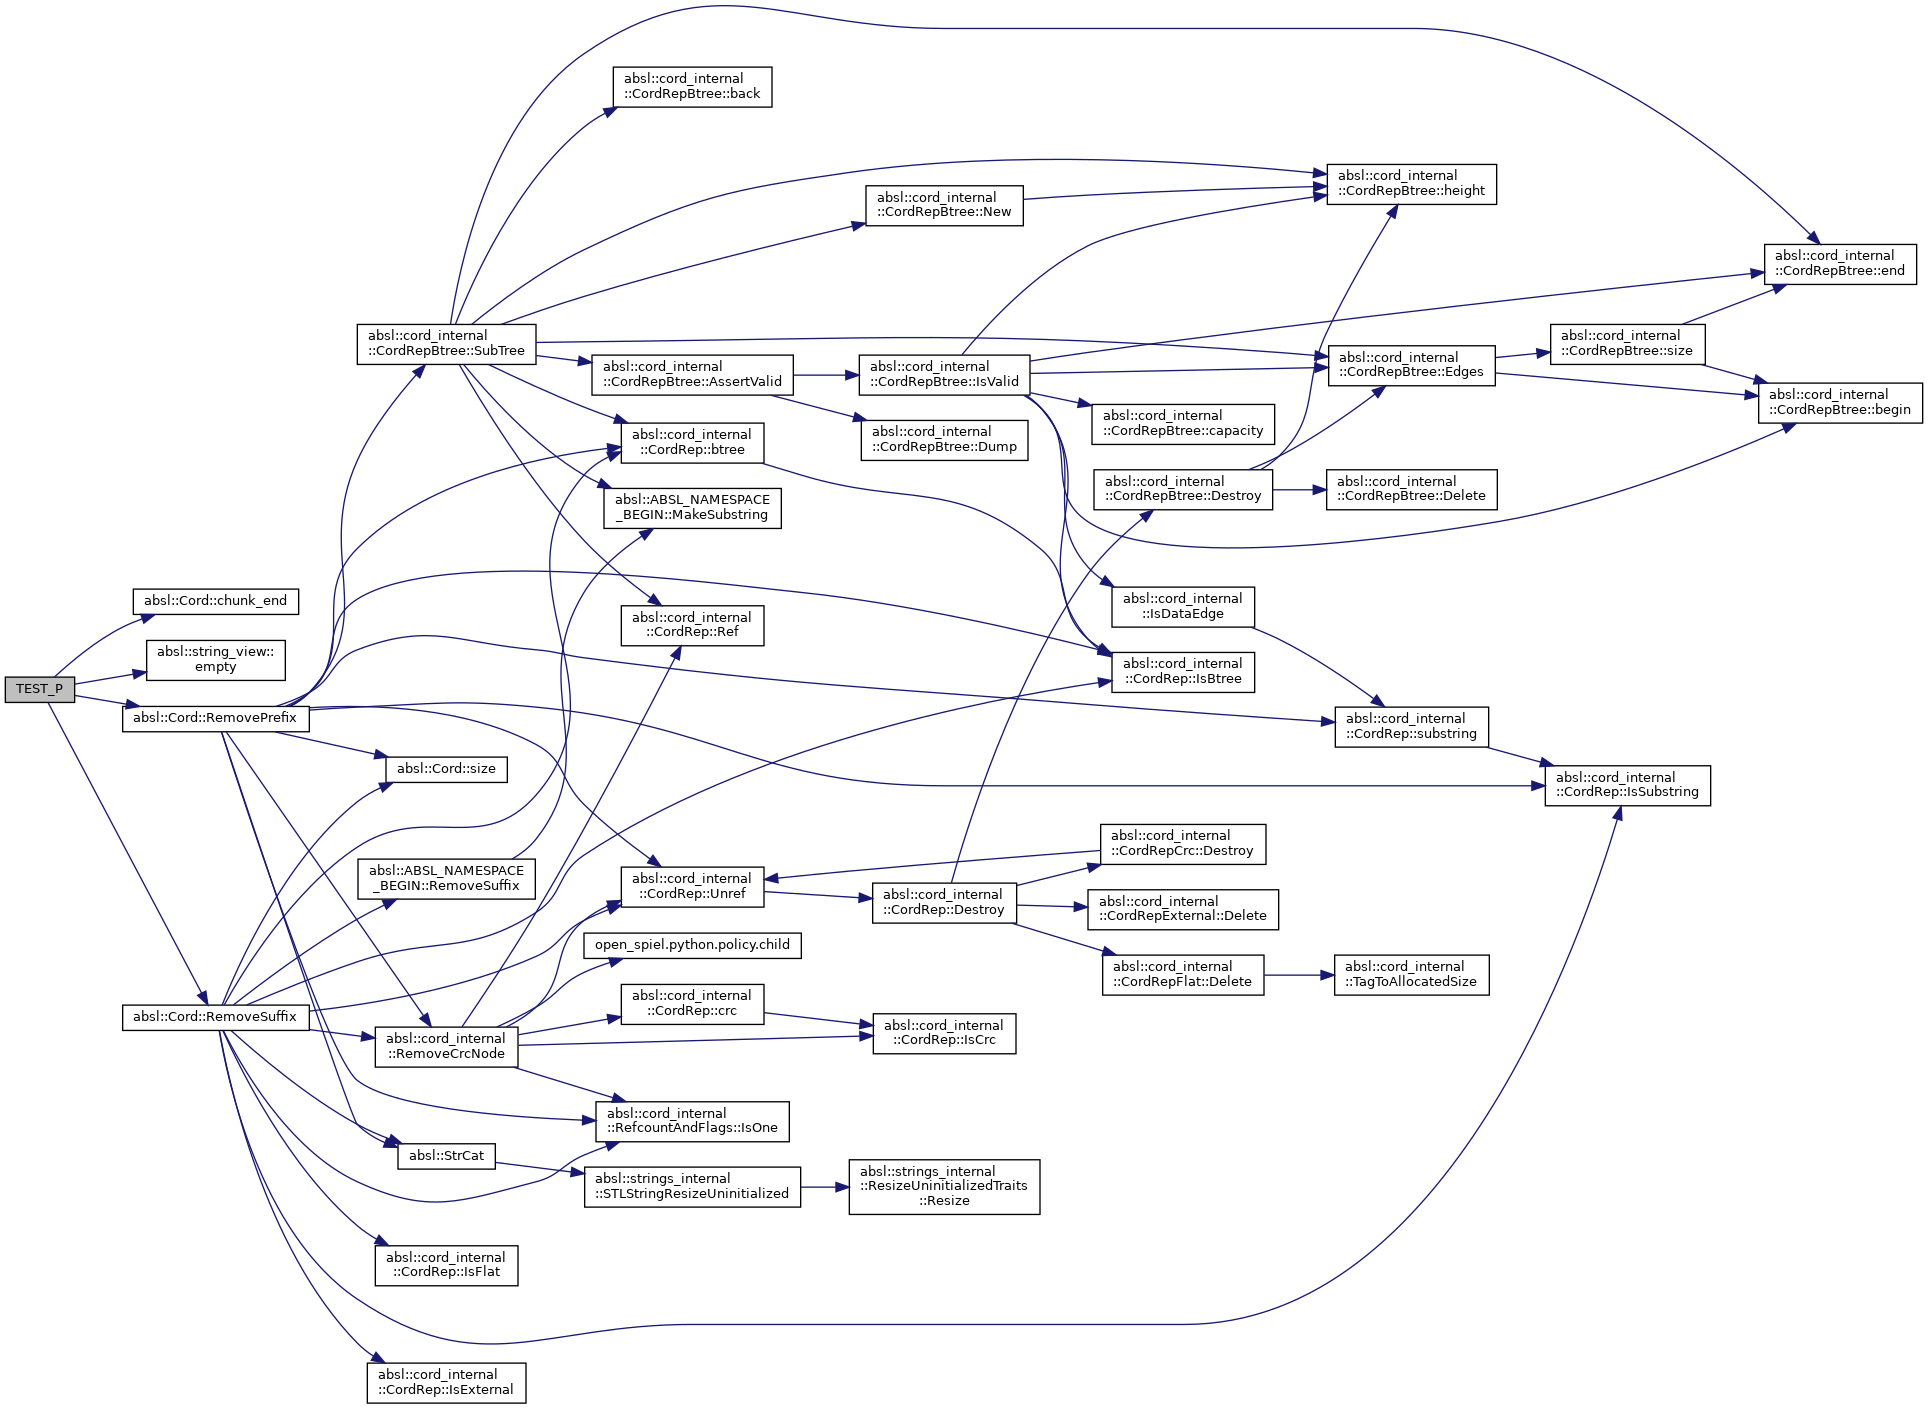 absl::cord_internal
::CordRepBtree::back
absl::cord_internal
::CordRepBtree::height
absl::cord_internal
::CordRepBtree::New
absl::cord_internal
::CordRepBtree::end
absl::cord_internal
::CordRepBtree::SubTree
absl::cord_internal
::CordRepBtree::size
absl::cord_internal
::CordRepBtree::Edges
absl::cord_internal
::CordRepBtree::AssertValid
absl::cord_internal
::CordRepBtree::IsValid
absl::cord_internal
::CordRepBtree::begin
absl::cord_internal
::CordRepBtree::capacity
absl::cord_internal
::CordRep::btree
absl::cord_internal
::CordRepBtree::Dump
absl::cord_internal
::CordRepBtree::Destroy
absl::cord_internal
::CordRepBtree::Delete
absl::ABSL_NAMESPACE
_BEGIN::MakeSubstring
absl::Cord::chunk_end
absl::cord_internal
::IsDataEdge
absl::cord_internal
::CordRep::Ref
absl::string_view::
empty
absl::cord_internal
::CordRep::IsBtree
TEST_P
absl::Cord::RemovePrefix
absl::cord_internal
::CordRep::substring
absl::Cord::size
absl::cord_internal
::CordRep::IsSubstring
absl::cord_internal
::CordRepCrc::Destroy
absl::ABSL_NAMESPACE
_BEGIN::RemoveSuffix
absl::cord_internal
::CordRep::Unref
absl::cord_internal
::CordRep::Destroy
absl::cord_internal
::CordRepExternal::Delete
open_spiel.python.policy.child
absl::cord_internal
::CordRepFlat::Delete
absl::cord_internal
::TagToAllocatedSize
absl::cord_internal
::CordRep::crc
absl::Cord::RemoveSuffix
absl::cord_internal
::RemoveCrcNode
absl::cord_internal
::CordRep::IsCrc
absl::cord_internal
::RefcountAndFlags::IsOne
absl::StrCat
absl::strings_internal
::STLStringResizeUninitialized
absl::strings_internal
::ResizeUninitializedTraits
::Resize
absl::cord_internal
::CordRep::IsFlat
absl::cord_internal
::CordRep::IsExternal